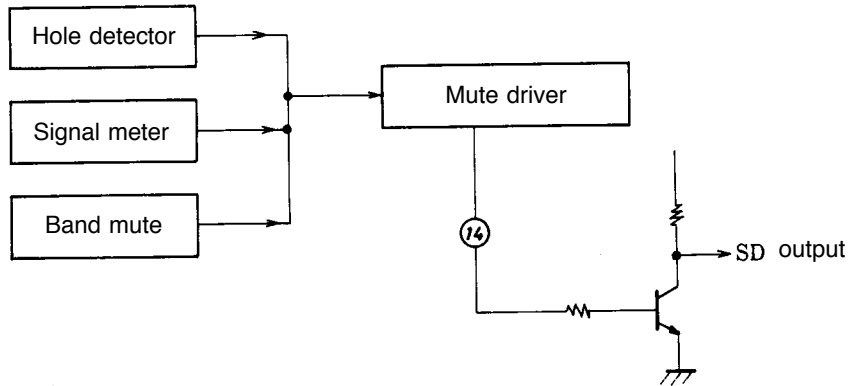 Hole detector
Mute driver
Signal meter
Band mute
14
SD output